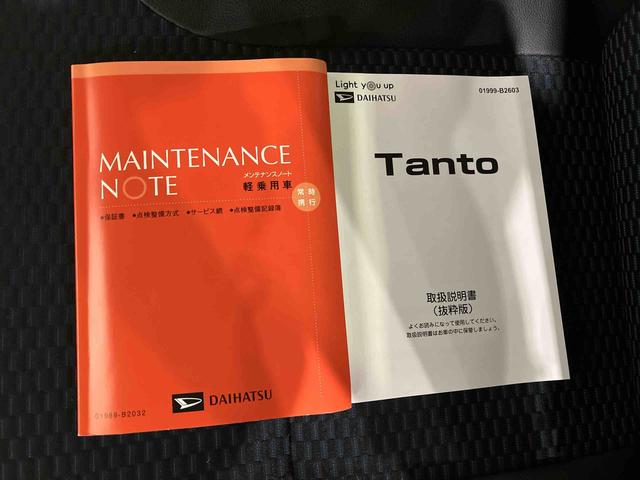 MAINTENANCE
NOTE
メンテナンスノート
軽乗用車
常時
携行
●保証書 ●点検整備方式 ●サービス網 ●点検整備記録簿
DAIHATSU
01989-B2032
Light you up
DAIHATSU
01999-B2603
Tanto
取扱説明書
（抜粋版）
よくお読みになって使用してください。
取扱説明書はお車の中に保管しましょう。